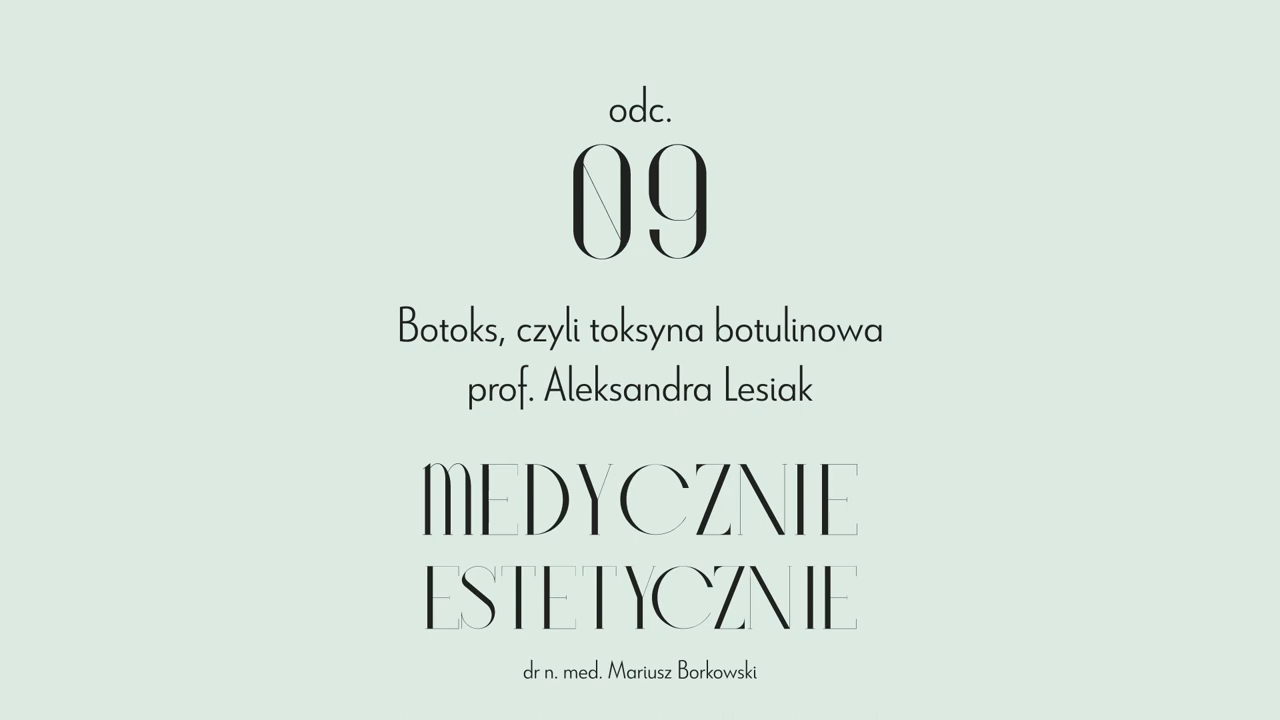 odc.
09
Botoks, czyli toksyna botulinowa
prof. Aleksandra Lesiak
MEDYCZNIE
ESTETYCZNIE
dr n. med. Mariusz Borkowski